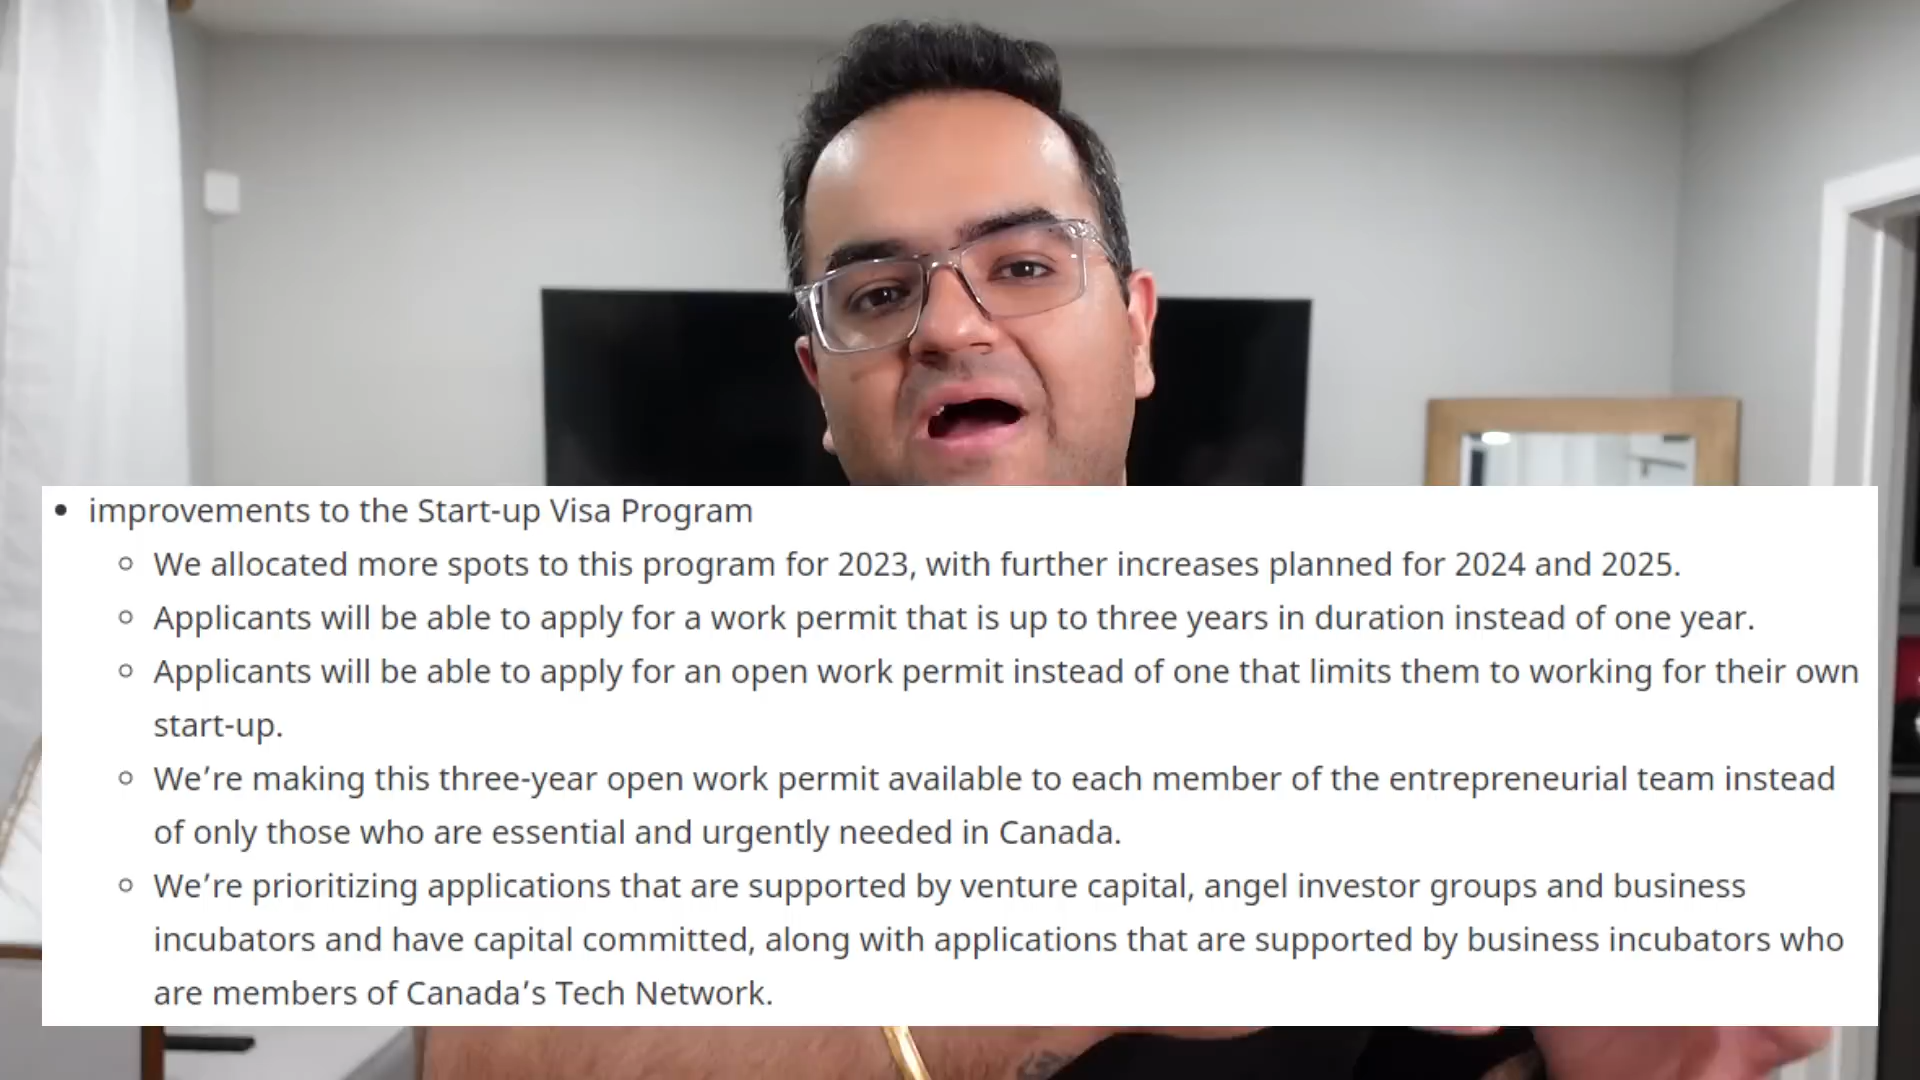 • improvements to the Start-up Visa Program
○ We allocated more spots to this program for 2023, with further increases planned for 2024 and 2025.
○ Applicants will be able to apply for a work permit that is up to three years in duration instead of one year.
○ Applicants will be able to apply for an open work permit instead of one that limits them to working for their own
start-up.
○ We’re making this three-year open work permit available to each member of the entrepreneurial team instead
of only those who are essential and urgently needed in Canada.
○ We’re prioritizing applications that are supported by venture capital, angel investor groups and business
incubators and have capital committed, along with applications that are supported by business incubators who
are members of Canada’s Tech Network.